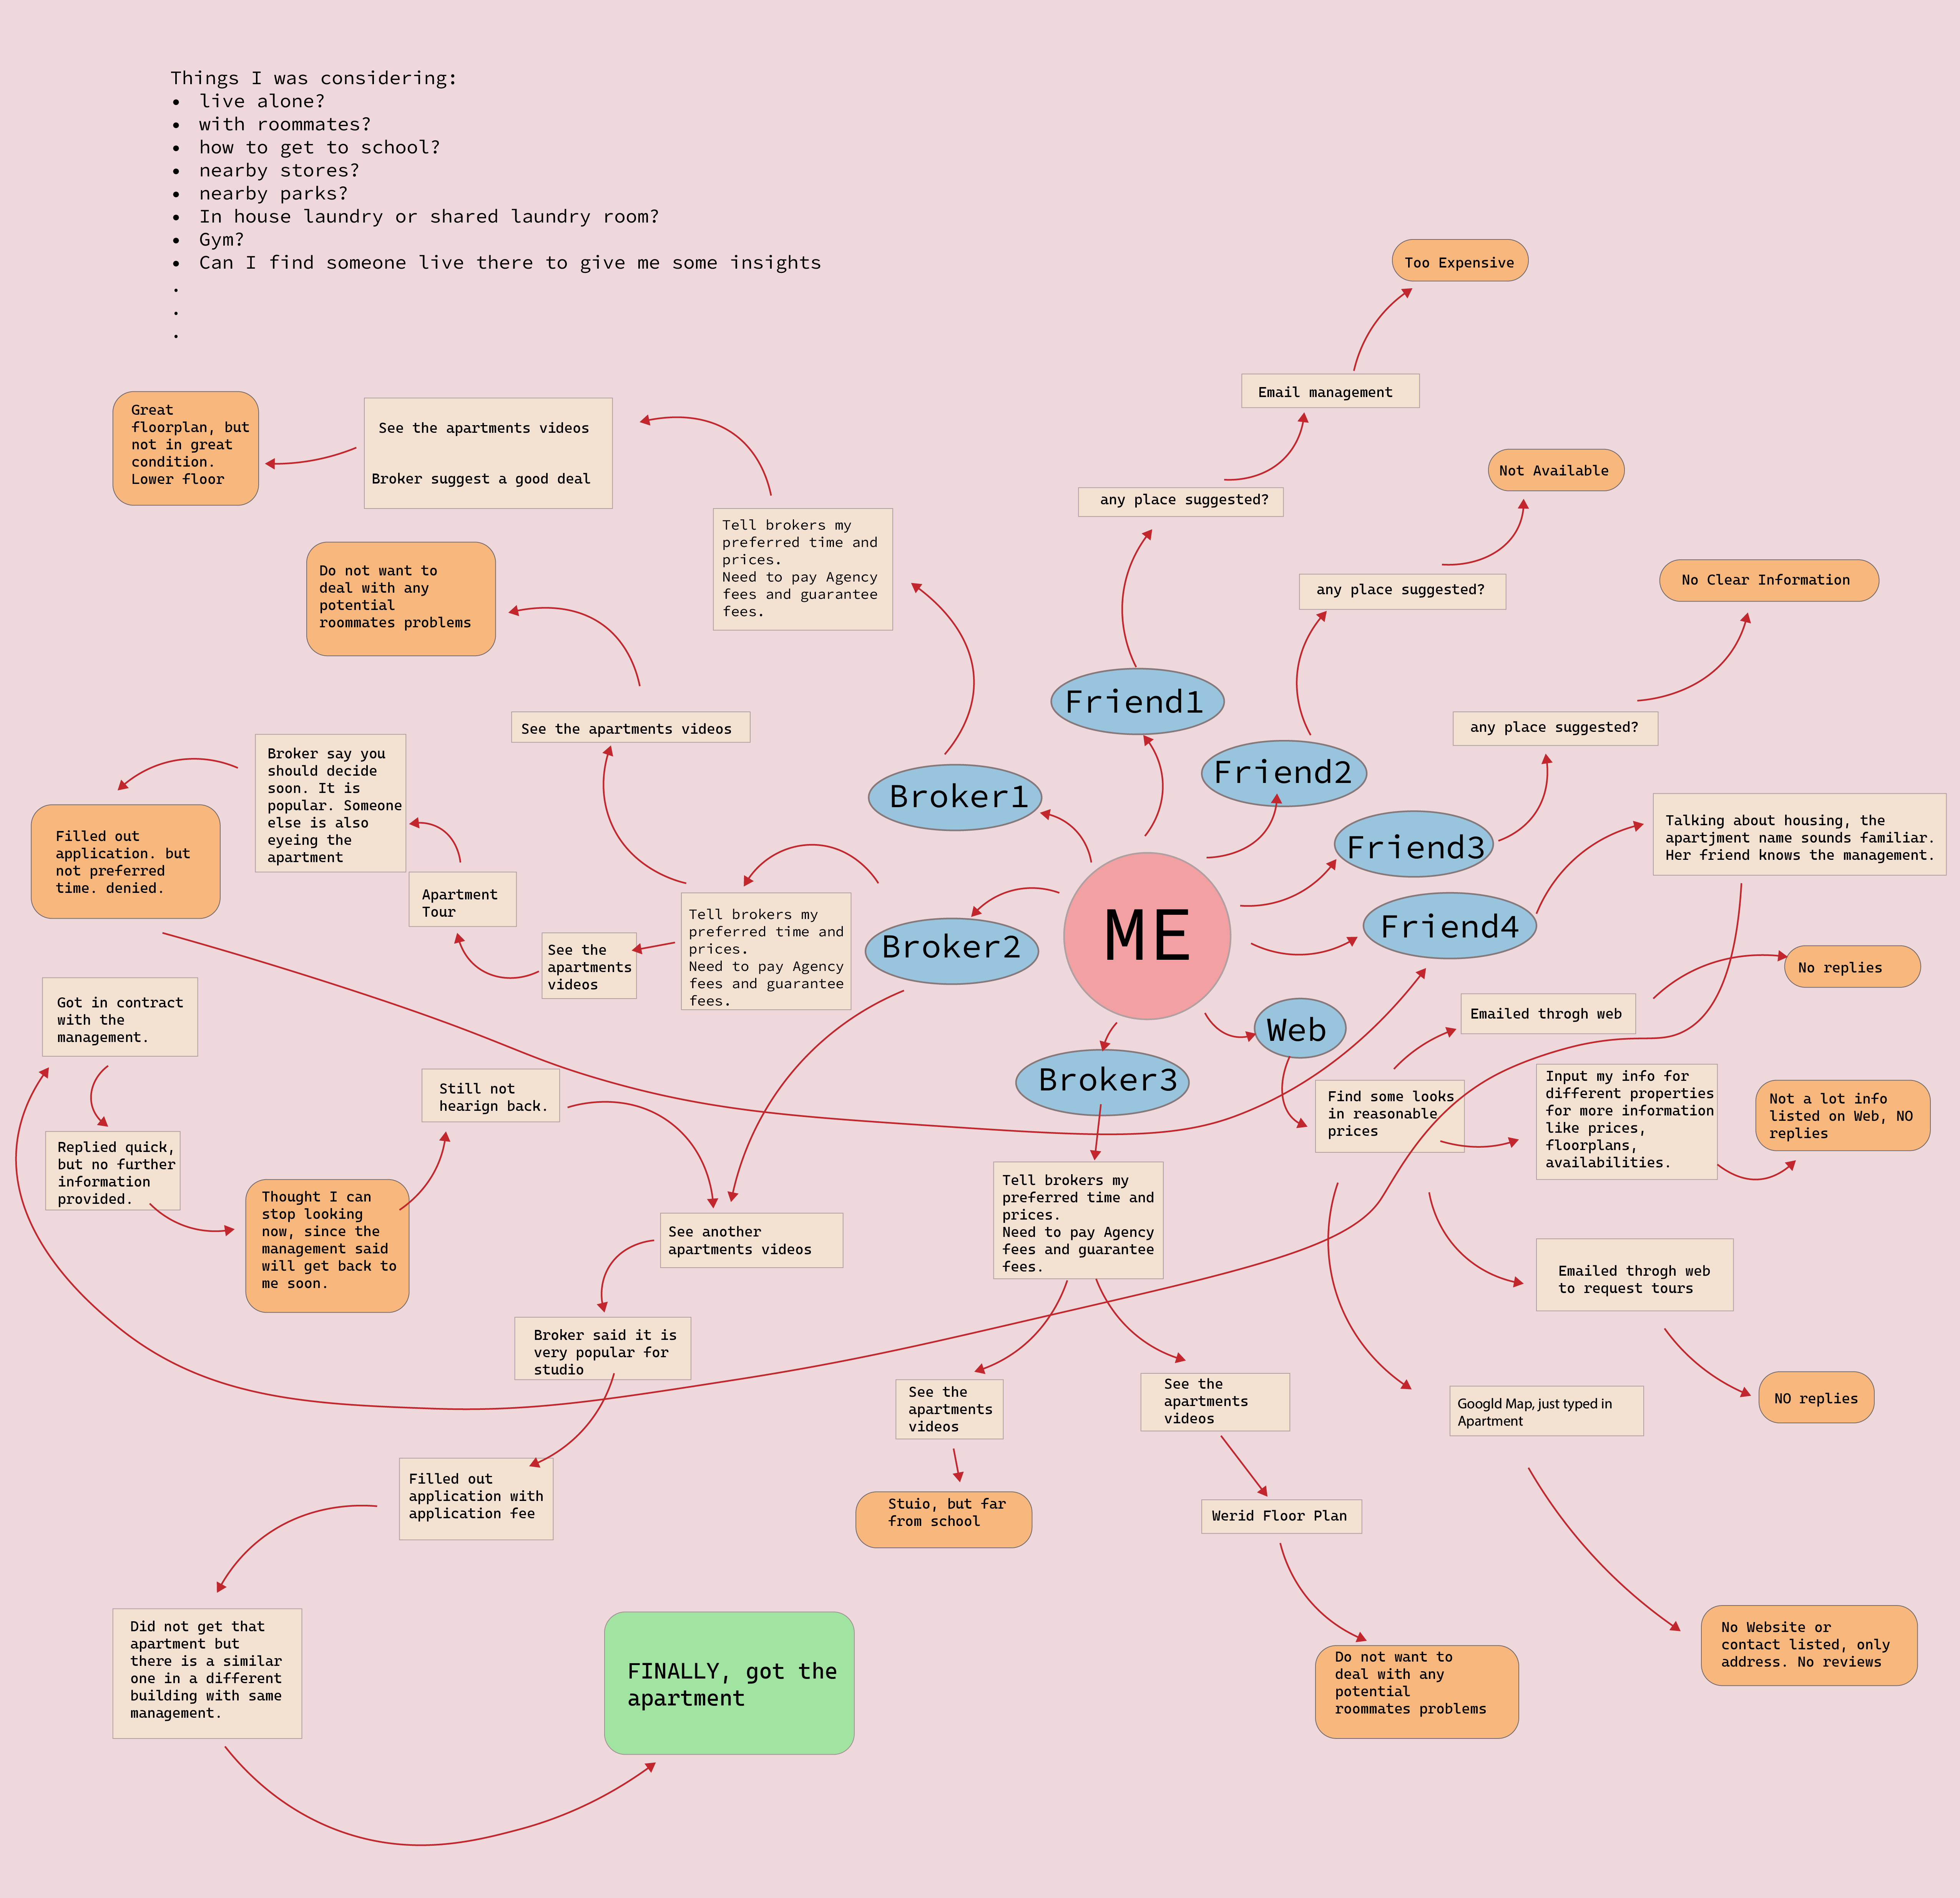 Things I was considering:
• live alone?
• with roommates?
• how to get to school?
• nearby stores?
• nearby parks?
• In house laundry or shared laundry room?
• Gym?
• Can I find someone live there to give me some insights
.
.
.
Too Expensive
Email management
any place suggested?
Friend1
Not Available
any place suggested?
Friend2
No Clear Information
any place suggested?
Friend3
Talking about housing, the
apartjment name sounds familiar.
Her friend knows the management.
Friend4
Great
floorplan, but
not in great
condition.
Lower floor
See the apartments videos
Broker suggest a good deal
Tell brokers my
preferred time and
prices.
Need to pay Agency
fees and guarantee
fees.
Broker1
Do not want to
deal with any
potential
roommates problems
See the apartments videos
Broker say you
should decide
soon. It is
popular. Someone
else is also
eyeing the
apartment
Filled out
application. but
not preferred
time. denied.
Apartment
Tour
See the
apartments
videos
Tell brokers my
preferred time and
prices.
Need to pay Agency
fees and guarantee
fees.
Broker2
ME
Web
Broker3
No replies
Emailed throgh web
Find some looks
in reasonable
prices
Input my info for
different properties
for more information
like prices,
floorplans,
availabilities.
Not a lot info
listed on Web, NO
replies
Emailed throgh web
to request tours
NO replies
Googld Map, just typed in
Apartment
No Website or
contact listed, only
address. No reviews
Got in contract
with the
management.
Replied quick,
but no further
information
provided.
Thought I can
stop looking
now, since the
management said
will get back to
me soon.
Still not
hearign back.
See another
apartments videos
Broker said it is
very popular for
studio
Filled out
application with
application fee
Did not get that
apartment but
there is a similar
one in a different
building with same
management.
FINALLY, got the
apartment
Tell brokers my
preferred time and
prices.
Need to pay Agency
fees and guarantee
fees.
See the
apartments
videos
Stuio, but far
from school
See the
apartments
videos
Werid Floor Plan
Do not want to
deal with any
potential
roommates problems